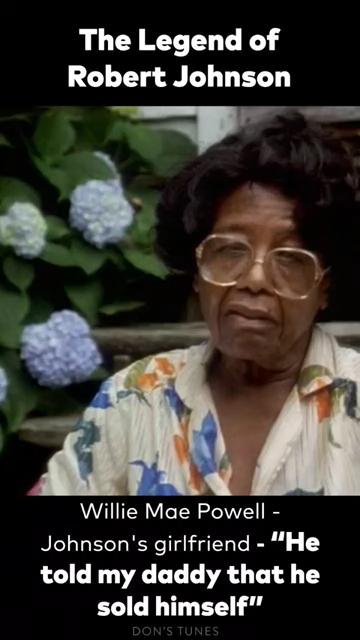 The Legend of
Robert Johnson
Willie Mae Powell -
Johnson's girlfriend - “He
told my daddy that he
sold himself”
DON'S TUNES